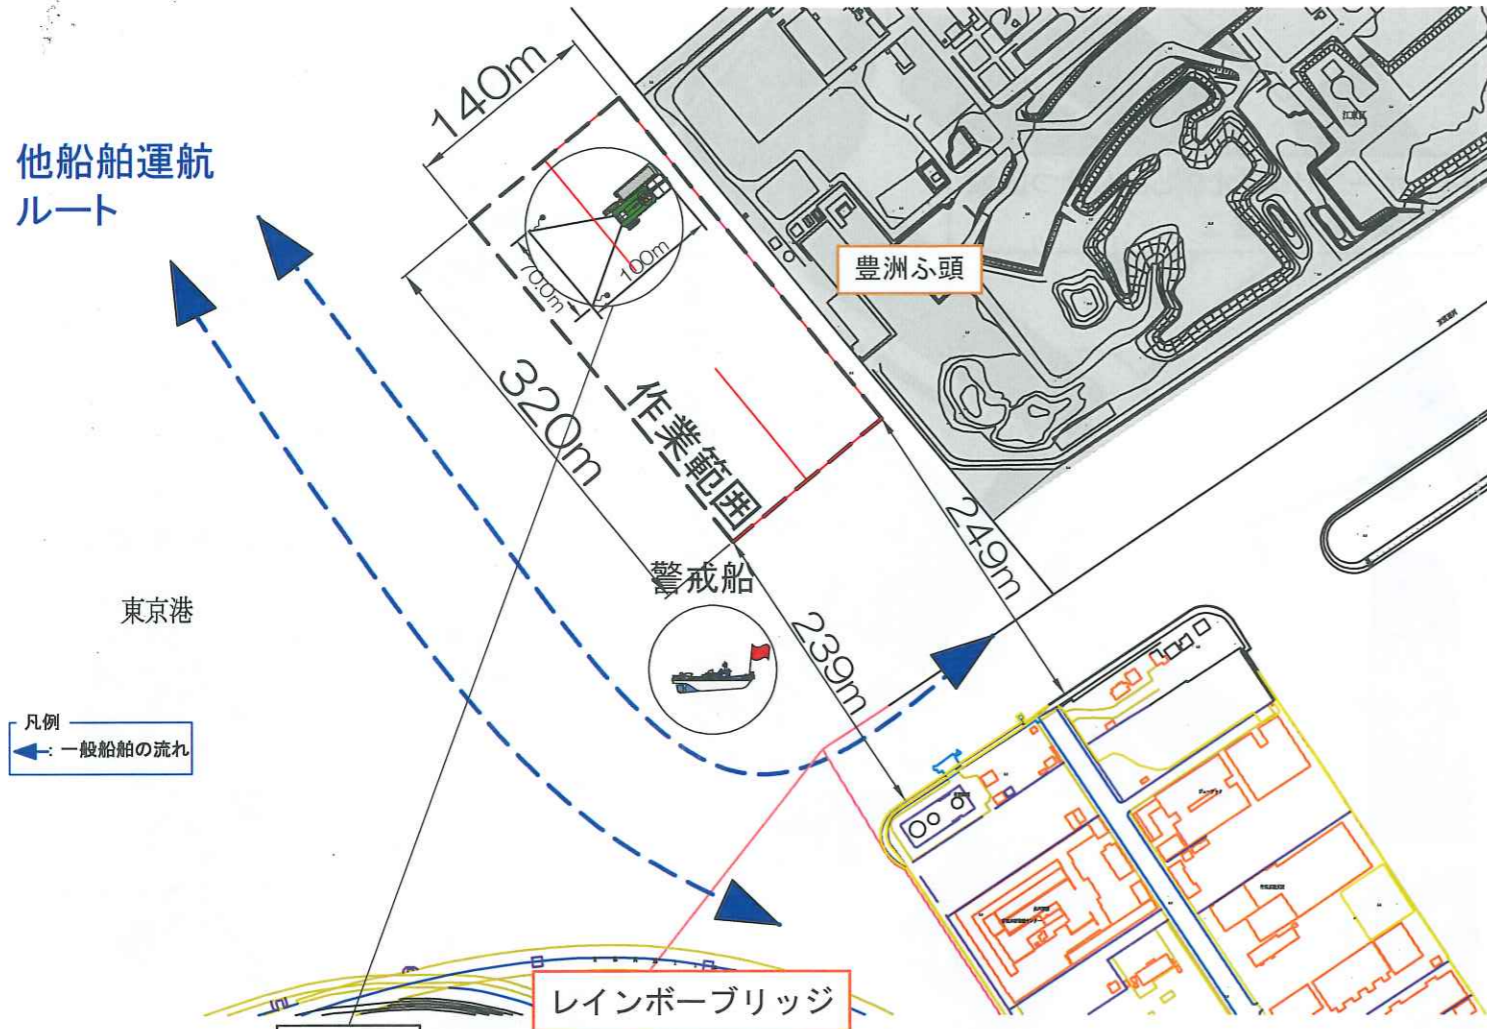 140m
他船舶運航
ルート
豊洲ふ頭
70.0m
100m
320m
作業範囲
249m
警戒船
239m
東京港
凡例
: 一般船舶の流れ
レインボーブリッジ